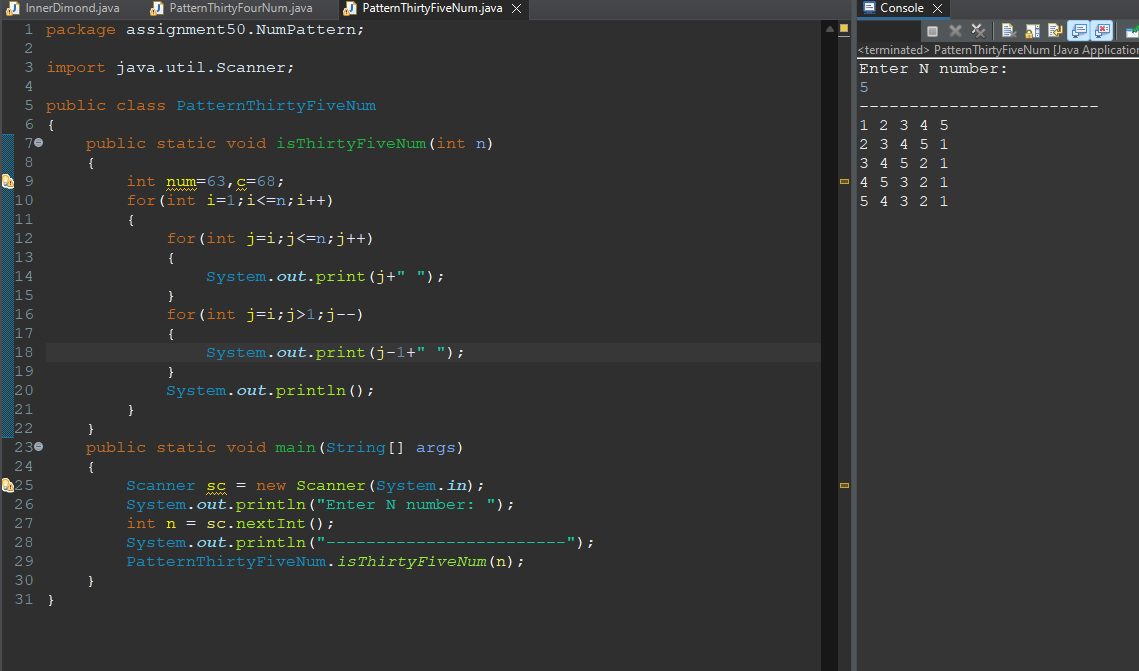 InnerDimond.java PatternThirtyFourNum.java PatternThirtyFiveNum.java
1 package assignment50.NumPattern;
2
3 import java.util.Scanner;
4
5 public class PatternThirtyFiveNum
6 {
7 public static void isThirtyFiveNum(int n)
8 {
9 int num=63,c=68;
10 for(int i=1;i<=n;i++)
11 {
12 for(int j=i;j<=n;j++)
13 {
14 System.out.print(j+" ");
15 }
16 for(int j=i;j>1;j--)
17 {
18 System.out.print(j-1+" ");
19 }
20 System.out.println();
21 }
22 }
23 public static void main(String[] args)
24 {
25 Scanner sc = new Scanner(System.in);
26 System.out.println("Enter N number: ");
27 int n = sc.nextInt();
28 System.out.println("------------------------");
29 PatternThirtyFiveNum.isThirtyFiveNum(n);
30 }
31 }
Console
<terminated> PatternThirtyFiveNum [Java Application
Enter N number:
5
------------------------
1 2 3 4 5
2 3 4 5 1
3 4 5 2 1
4 5 3 2 1
5 4 3 2 1